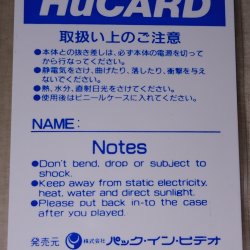 HuCARD
取扱い上のご注意
●本体との抜き差しは、必ず本体の電源を切って
から行なってください。
●静電気をさけ、曲げたり、落したり、衝撃を与え
ないでください。
●熱、水分、直射日光をさけてください。
●使用後はビニールケースに入れてください。
NAME:
Notes
●Don't bend, drop or subject to
shock.
●Keep away from static electricity,
heat, water and direct sunlight.
●Please put back in-to the case
after you played.
発売元 株式会社 パック・イン・ビデオ